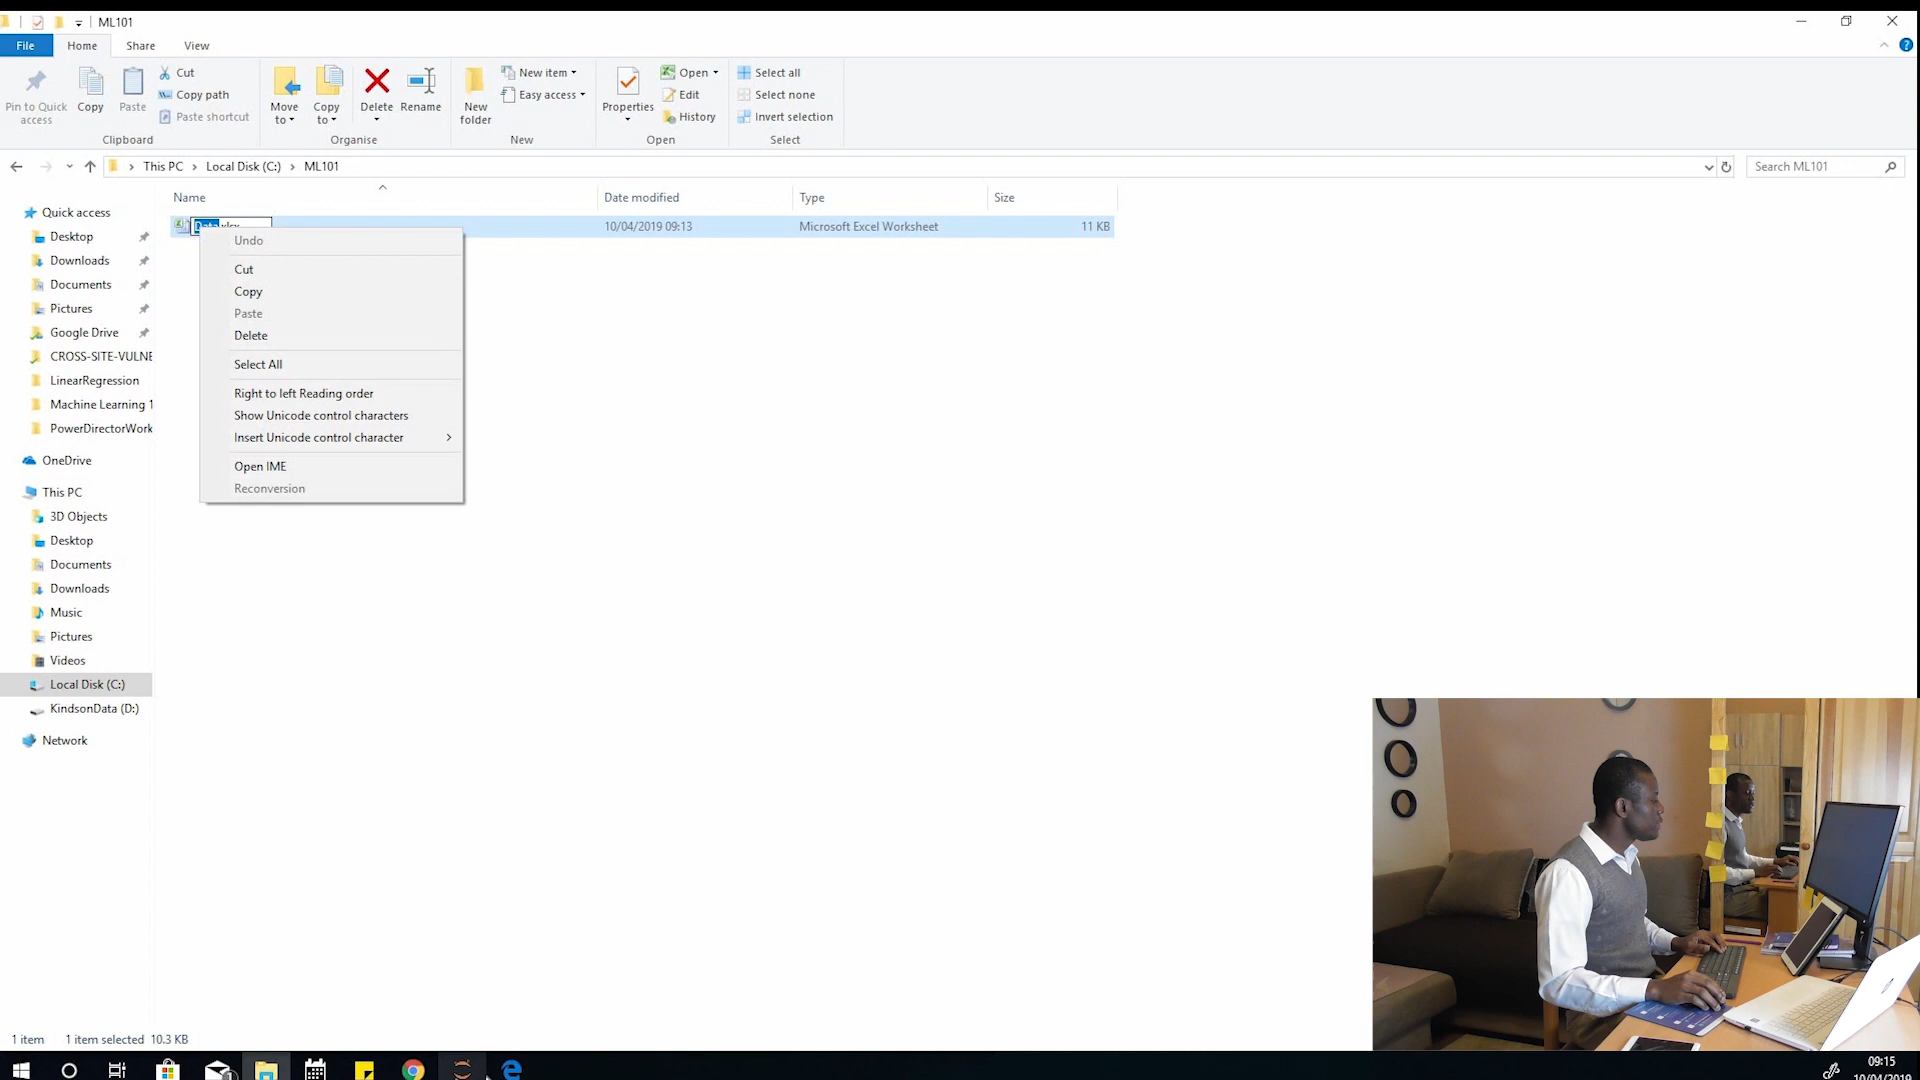 ML101
File Home Share View
Pin to Quick access
Copy
Paste
Cut
Copy path
Paste shortcut
Clipboard
Move to
Copy to
Delete
Rename
Organise
New folder
New item
Easy access
New
Properties
Open
Edit
History
Open
Select all
Select none
Invert selection
Select
This PC > Local Disk (C:) > ML101
Search ML101
Name Date modified Type Size
Data.xlsx 10/04/2019 09:13 Microsoft Excel Worksheet 11 KB
Undo
Cut
Copy
Paste
Delete
Select All
Right to left Reading order
Show Unicode control characters
Insert Unicode control character
Open IME
Reconversion
Quick access
Desktop
Downloads
Documents
Pictures
Google Drive
CROSS-SITE-VULNE
LinearRegression
Machine Learning 1
PowerDirectorWork
OneDrive
This PC
3D Objects
Desktop
Documents
Downloads
Music
Pictures
Videos
Local Disk (C:)
KindsonData (D:)
Network
1 item 1 item selected 10.3 KB
09:15
10/04/2019